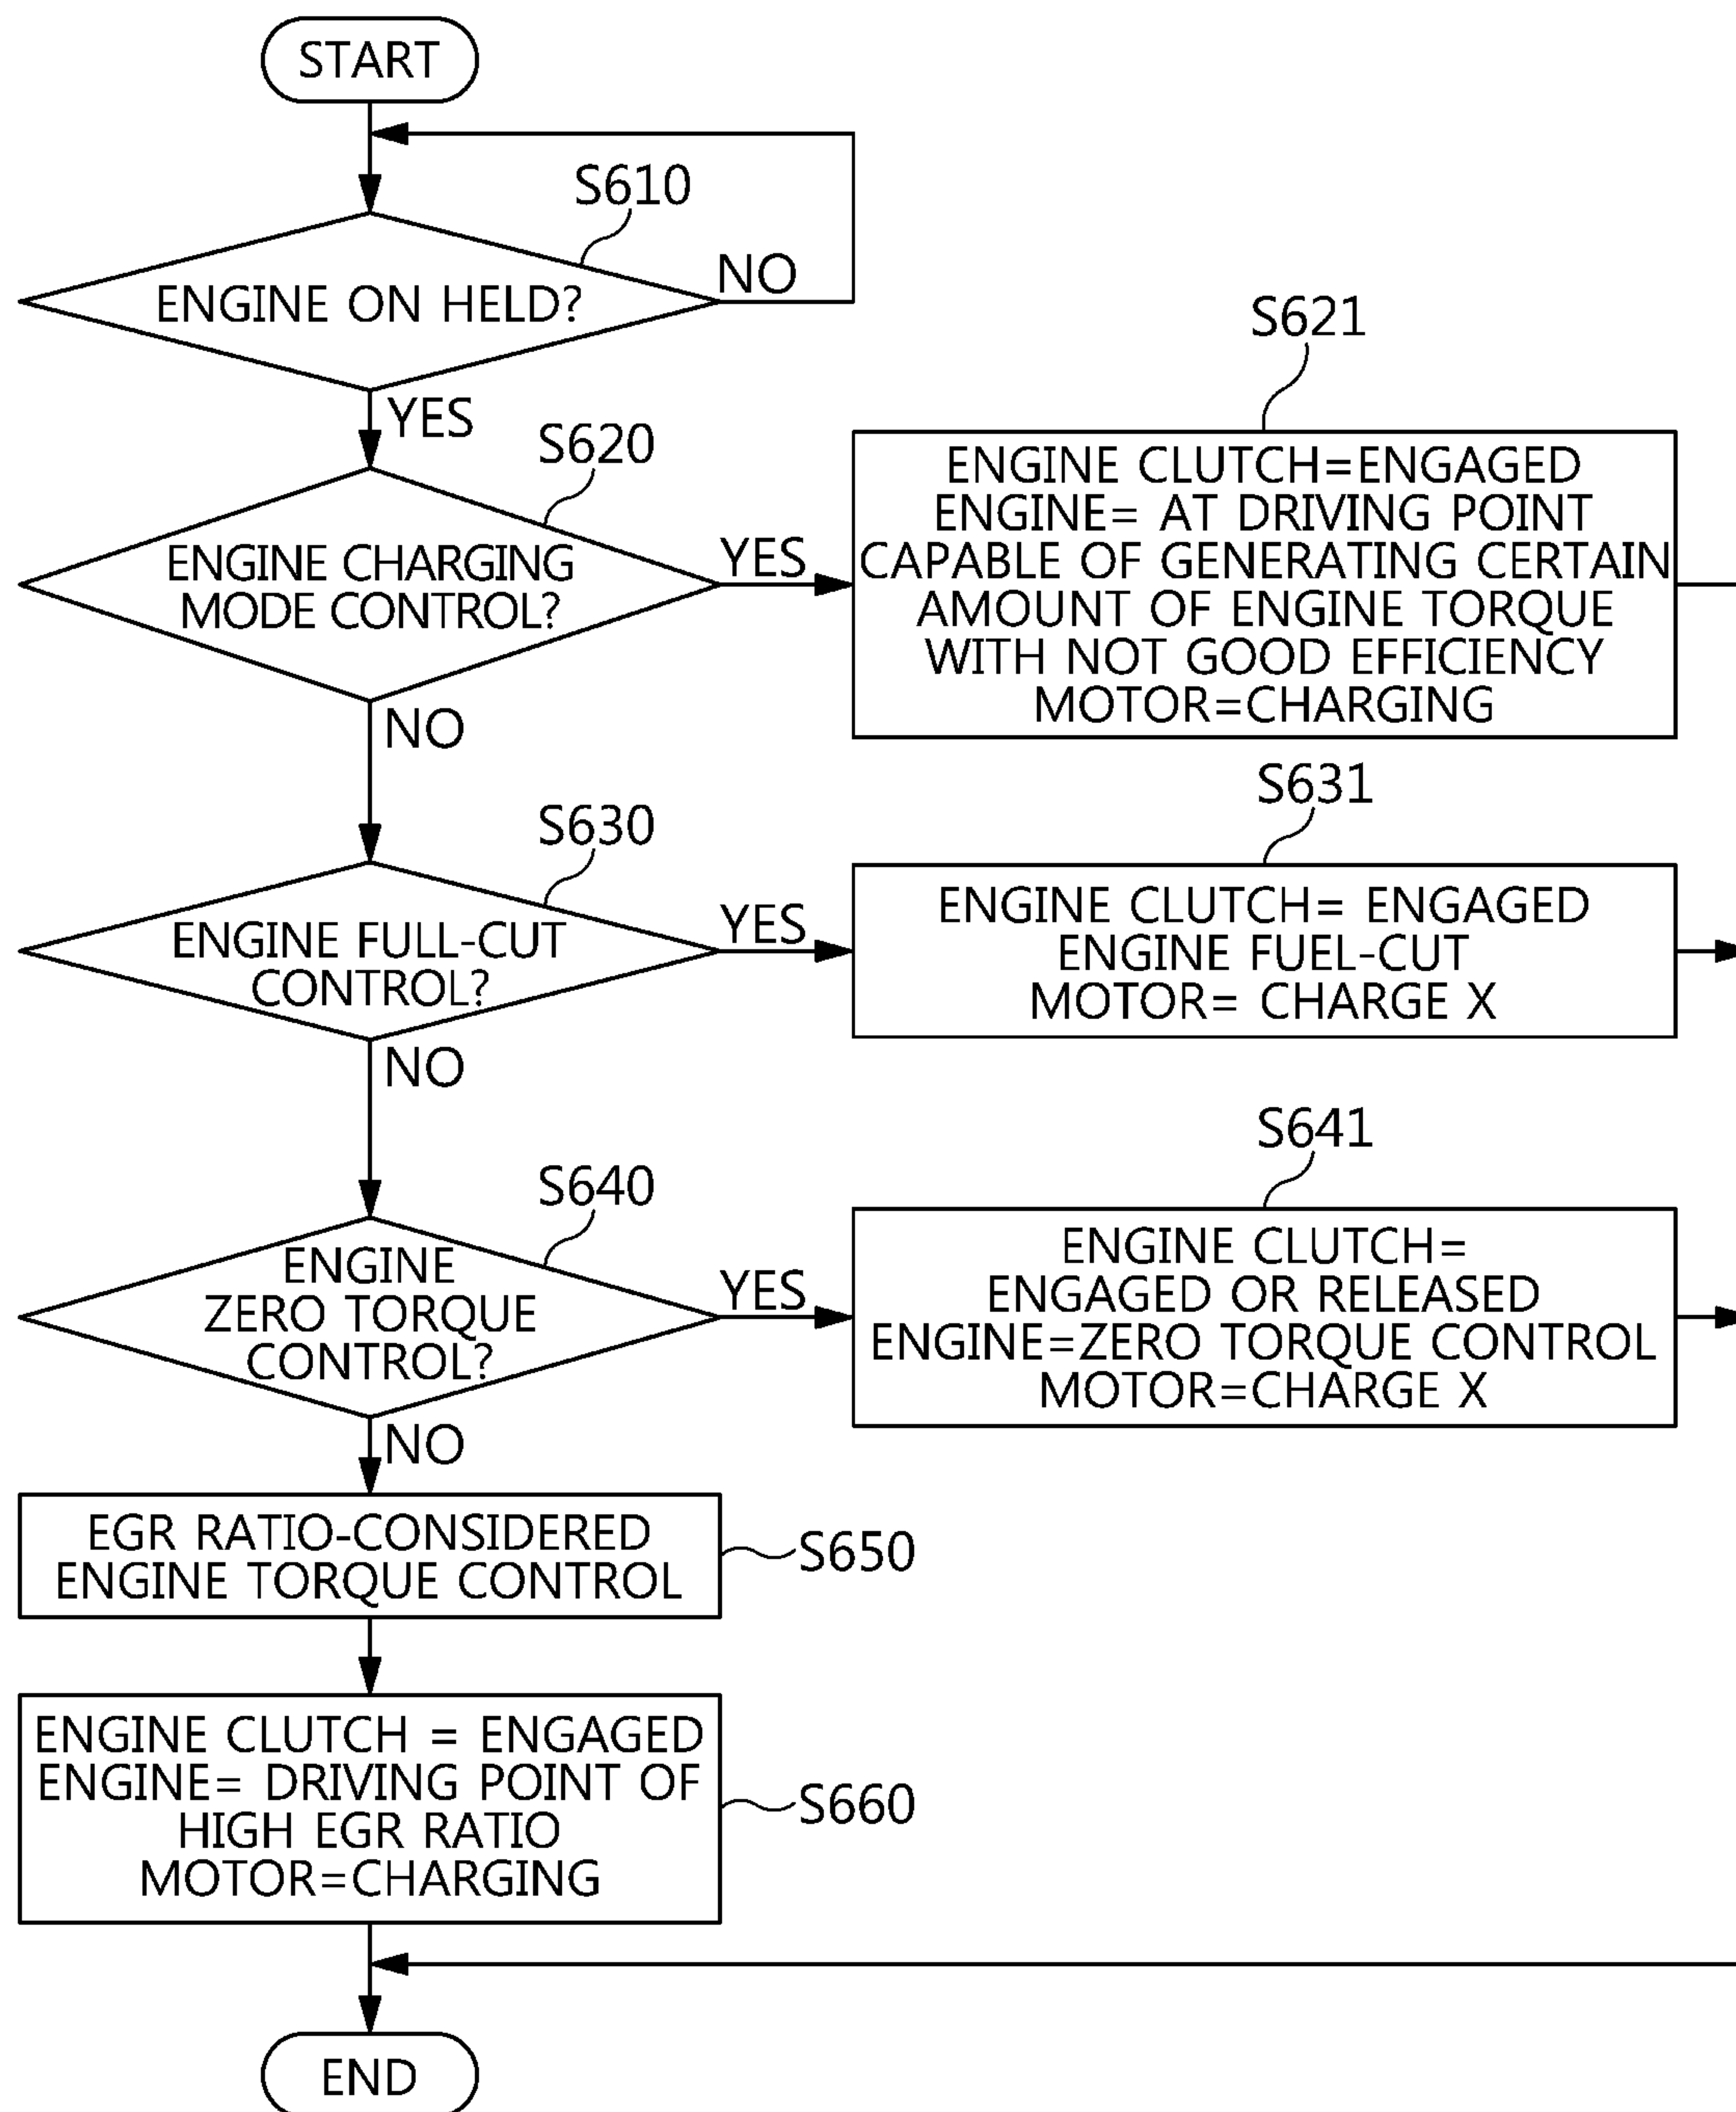 START
S610
NO
ENGINE ON HELD?
YES
S620
ENGINE CHARGING
MODE CONTROL?
YES
S621
ENGINE CLUTCH=ENGAGED
ENGINE= AT DRIVING POINT
CAPABLE OF GENERATING CERTAIN
AMOUNT OF ENGINE TORQUE
WITH NOT GOOD EFFICIENCY
MOTOR=CHARGING
NO
S630
ENGINE FULL-CUT
CONTROL?
YES
S631
ENGINE CLUTCH= ENGAGED
ENGINE FUEL-CUT
MOTOR= CHARGE X
NO
S640
ENGINE
ZERO TORQUE
CONTROL?
YES
S641
ENGINE CLUTCH=
ENGAGED OR RELEASED
ENGINE=ZERO TORQUE CONTROL
MOTOR=CHARGE X
NO
EGR RATIO-CONSIDERED
ENGINE TORQUE CONTROL
S650
ENGINE CLUTCH = ENGAGED
ENGINE= DRIVING POINT OF
HIGH EGR RATIO
MOTOR=CHARGING
S660
END